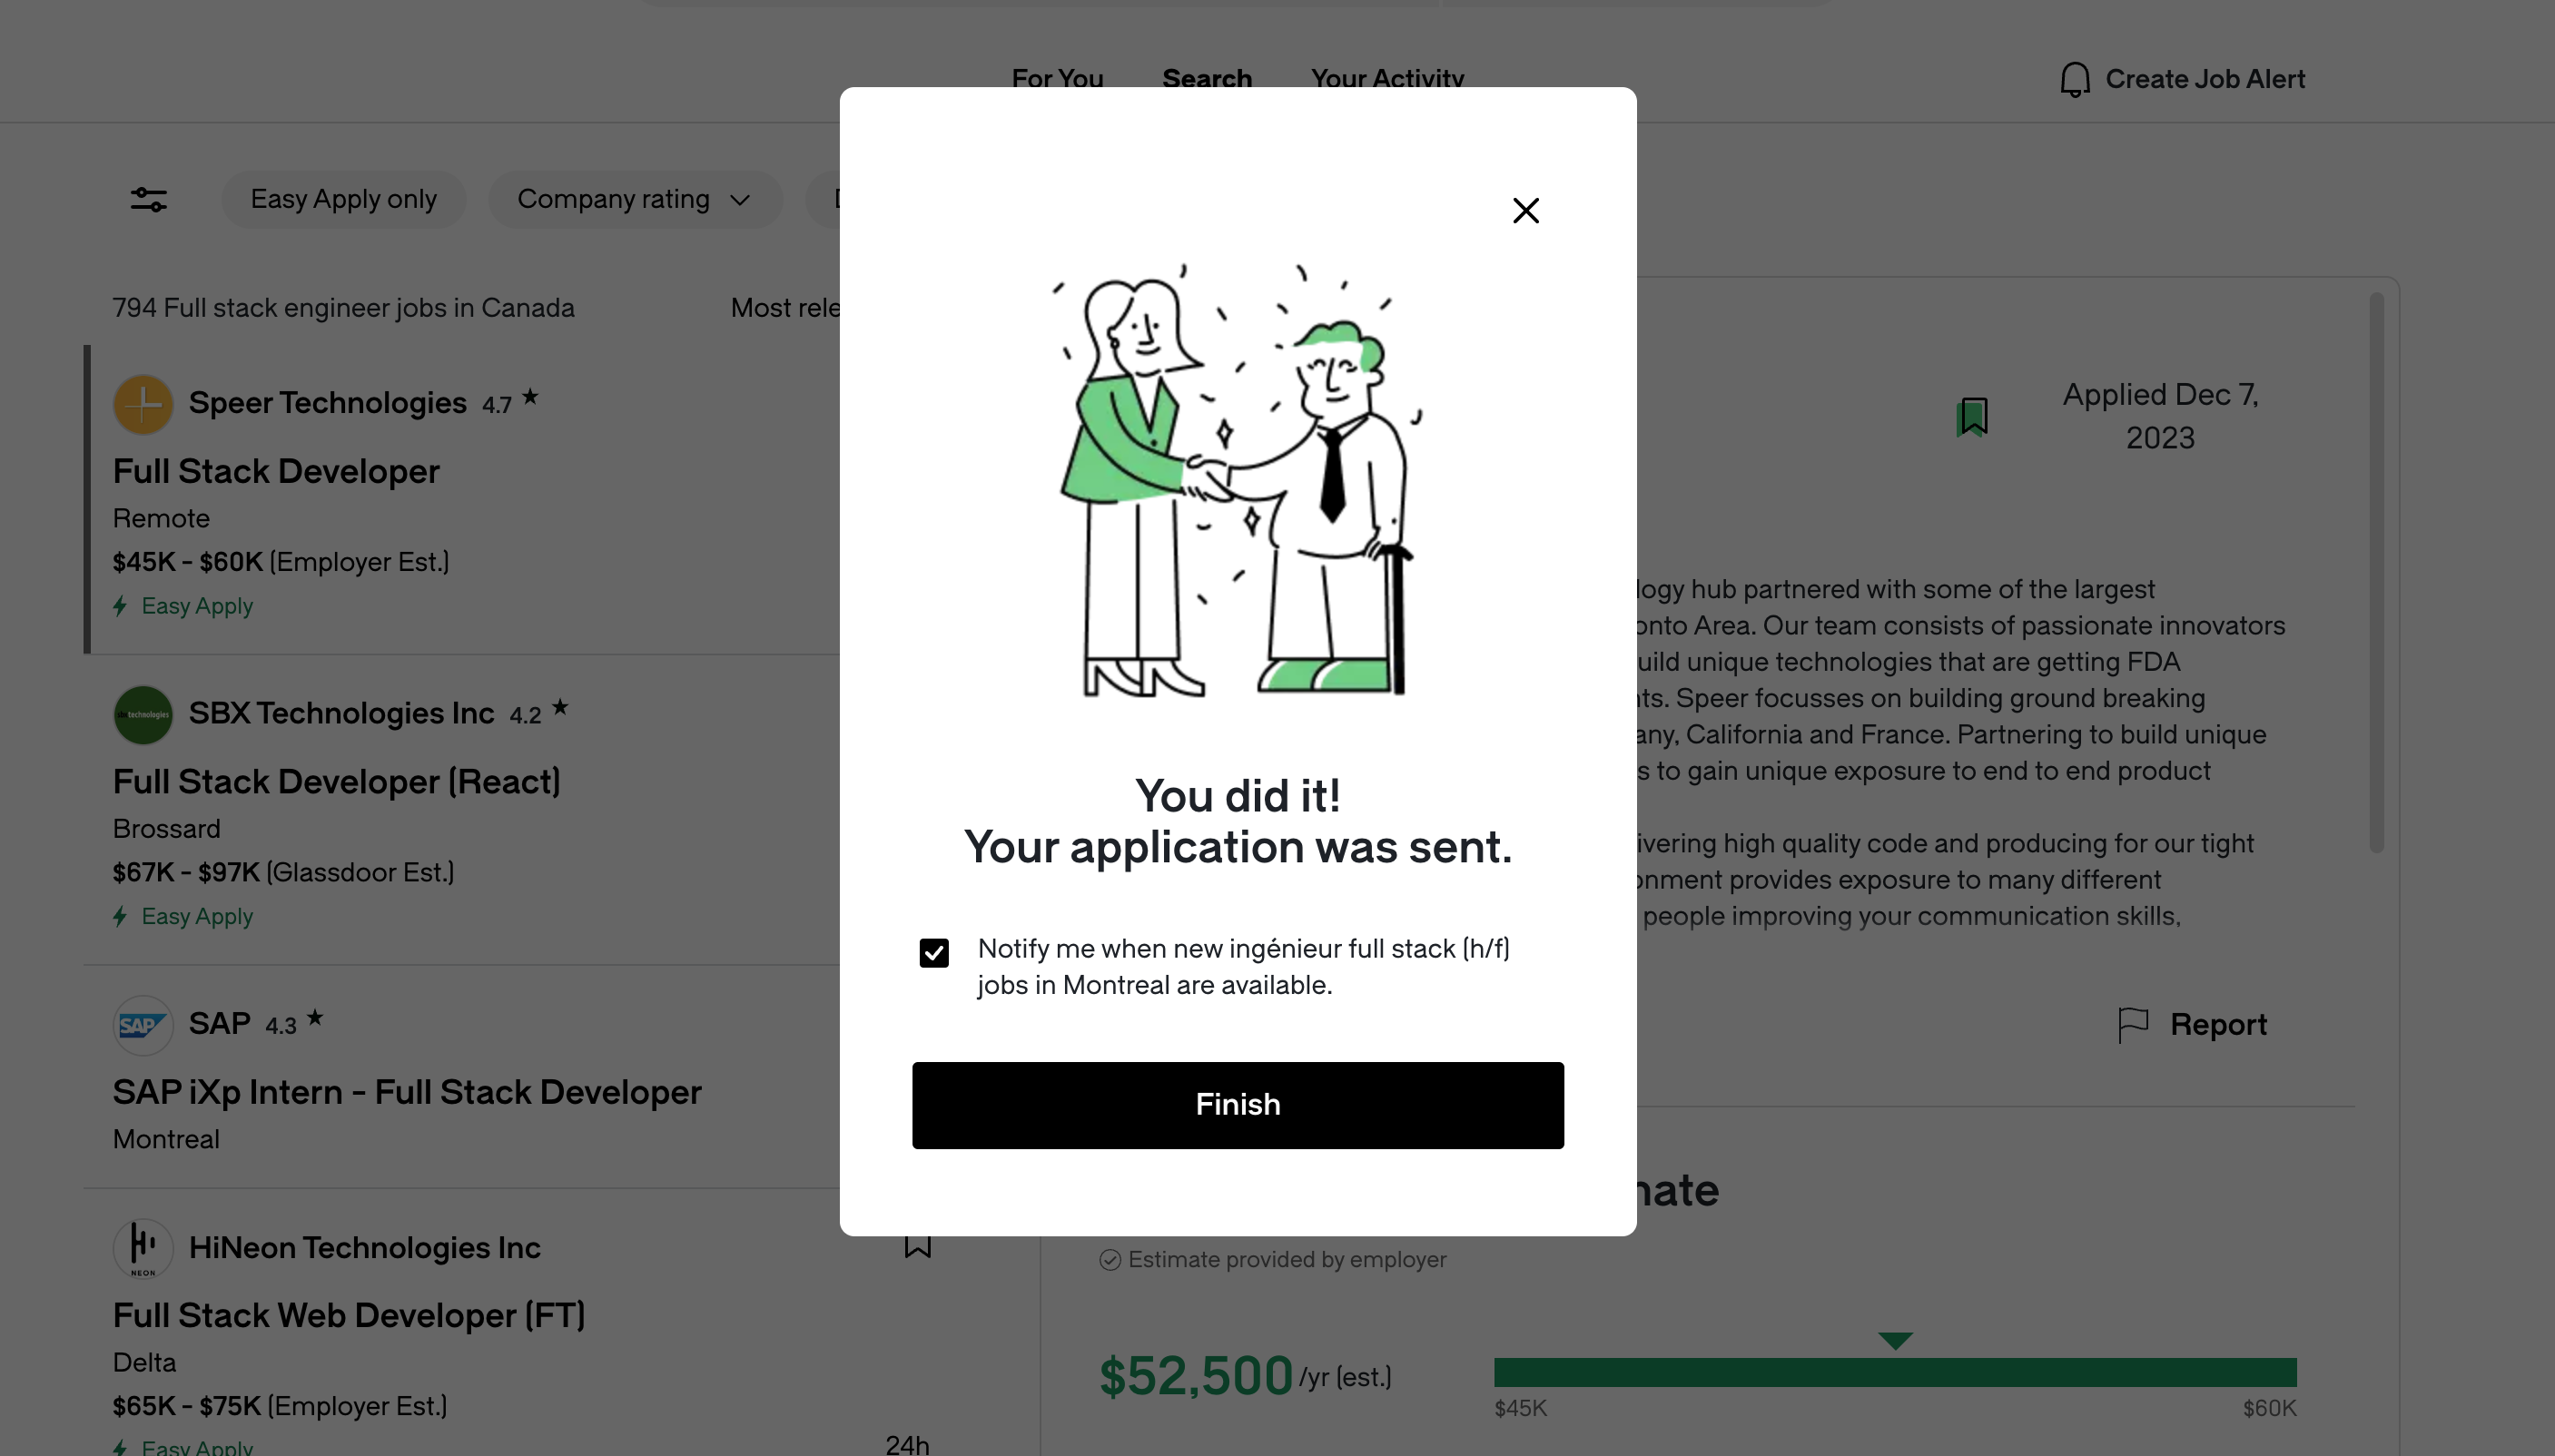 For You
Search
Your Activity
Create Job Alert
Easy Apply only
Company rating
794 Full stack engineer jobs in Canada
Most rele
Speer Technologies 4.7 ★
Full Stack Developer
Remote
$45K - $60K (Employer Est.)
Easy Apply
technologies
SBX Technologies Inc 4.2 ★
Full Stack Developer (React)
Brossard
$67K - $97K (Glassdoor Est.)
Easy Apply
SAP
SAP 4.3 ★
SAP iXp Intern - Full Stack Developer
Montreal
NEON
HiNeon Technologies Inc
Full Stack Web Developer (FT)
Delta
$65K - $75K (Employer Est.)
Easy Apply
24h
You did it!
Your application was sent.
Notify me when new ingénieur full stack (h/f)
jobs in Montreal are available.
Finish
Applied Dec 7,
2023
logy hub partnered with some of the largest
onto Area. Our team consists of passionate innovators
uild unique technologies that are getting FDA
nts. Speer focusses on building ground breaking
any, California and France. Partnering to build unique
s to gain unique exposure to end to end product
ivering high quality code and producing for our tight
onment provides exposure to many different
people improving your communication skills,
Report
nate
Estimate provided by employer
$52,500 /yr (est.)
$45K
$60K